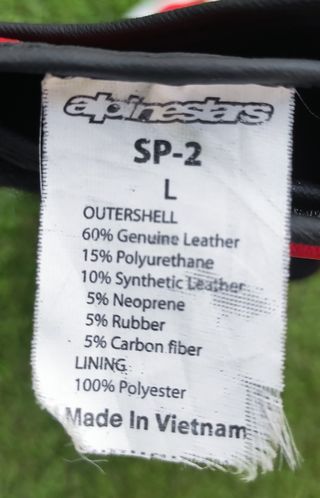 alpinestars
SP-2
L
OUTERSHELL
60% Genuine Leather
15% Polyurethane
10% Synthetic Leather
5% Neoprene
5% Rubber
5% Carbon fiber
LINING:
100% Polyester
Made In Vietnam